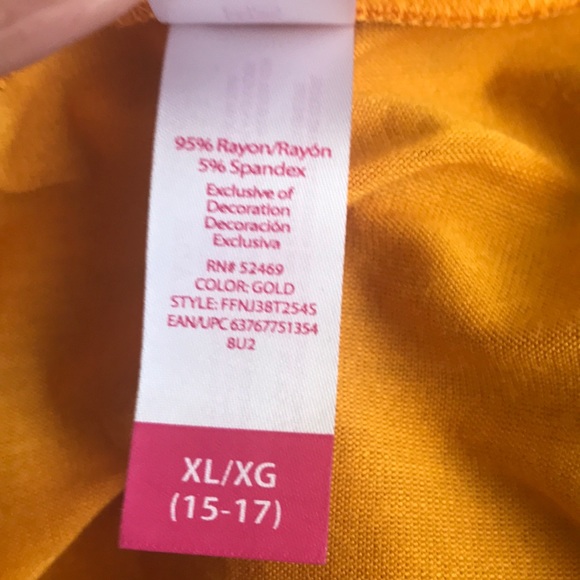 95% Rayon/Rayón
5% Spandex
Exclusive of
Decoration
Decoración
Exclusiva
RN# 52469
COLOR: GOLD
STYLE: FFNJ38T2545
EAN/UPC 63767751354
8U2
XL/XG
(15-17)